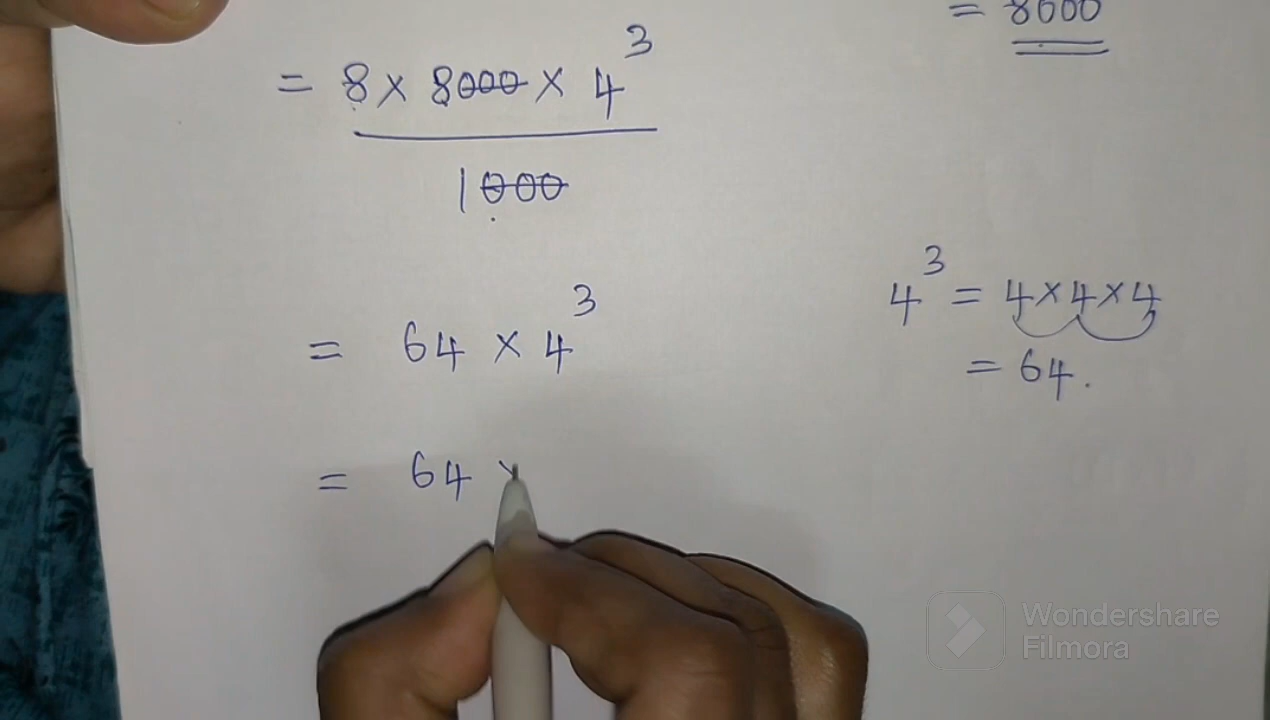 = 8000
= 8 × 8000 × 4³
1000
4³ = 4×4×4
= 64 × 4³
= 64.
= 64 ×
Wondershare
Filmora